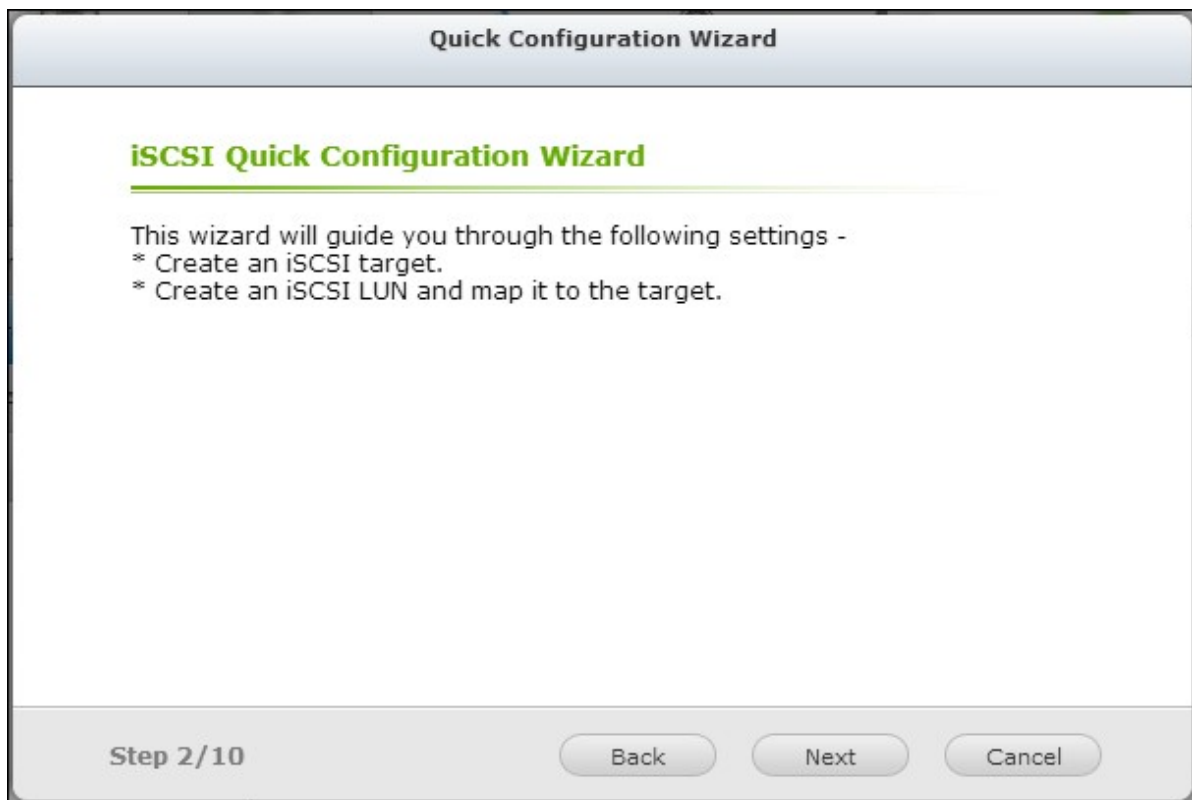 Quick Configuration Wizard
iSCSI Quick Configuration Wizard
This wizard will guide you through the following settings -
* Create an iSCSI target.
* Create an iSCSI LUN and map it to the target.
Step 2/10
Back
Next
Cancel